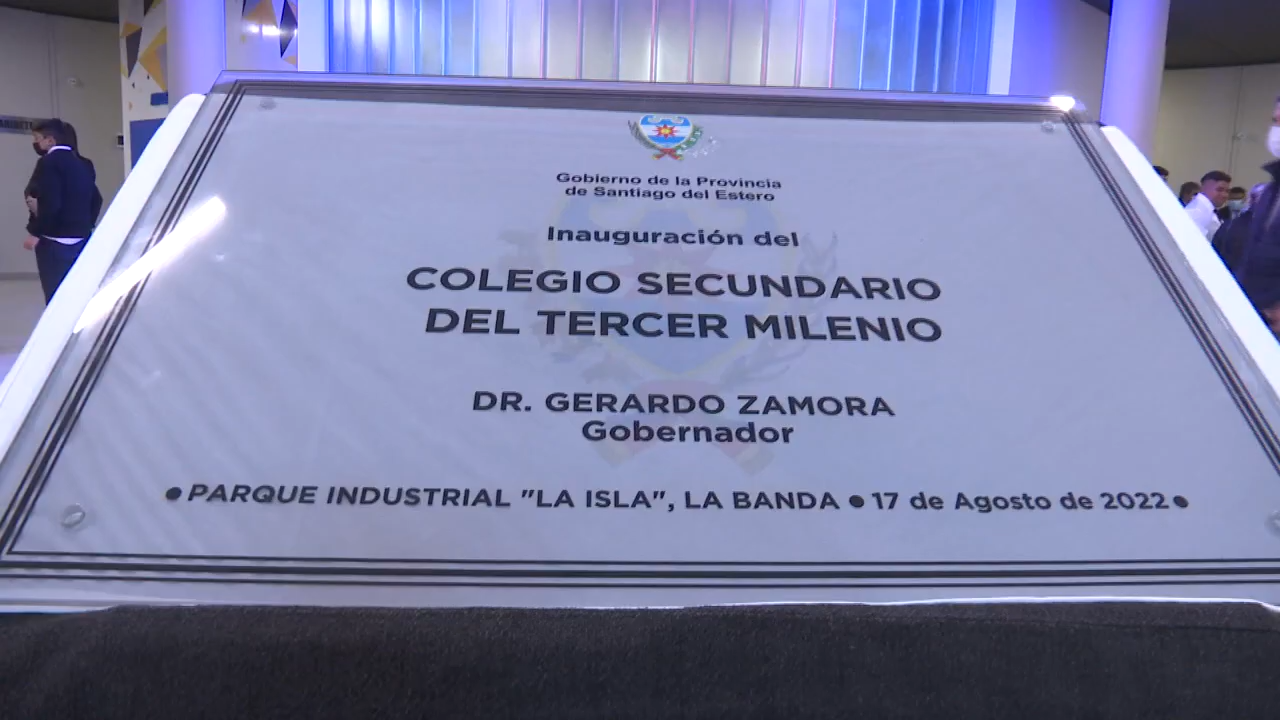 Gobierno de la Provincia
de Santiago del Estero
Inauguración del
COLEGIO SECUNDARIO
DEL TERCER MILENIO
DR. GERARDO ZAMORA
Gobernador
● PARQUE INDUSTRIAL "LA ISLA", LA BANDA ● 17 de Agosto de 2022 ●